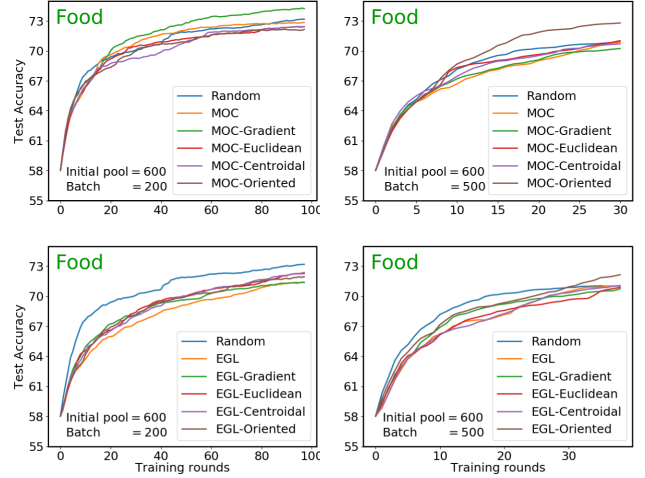 Food
Test Accuracy
73
70
67
64
61
58
55
Random
MOC
MOC-Gradient
MOC-Euclidean
MOC-Centroidal
MOC-Oriented
Initial pool = 600
Batch = 200
0 20 40 60 80 100
Food
73
70
67
64
61
58
55
Random
MOC
MOC-Gradient
MOC-Euclidean
MOC-Centroidal
MOC-Oriented
Initial pool = 600
Batch = 500
0 5 10 15 20 25 30
Food
Test Accuracy
73
70
67
64
61
58
55
Random
EGL
EGL-Gradient
EGL-Euclidean
EGL-Centroidal
EGL-Oriented
Initial pool = 600
Batch = 200
0 20 40 60 80 100
Training rounds
Food
73
70
67
64
61
58
55
Random
EGL
EGL-Gradient
EGL-Euclidean
EGL-Centroidal
EGL-Oriented
Initial pool = 600
Batch = 500
0 10 20 30
Training rounds